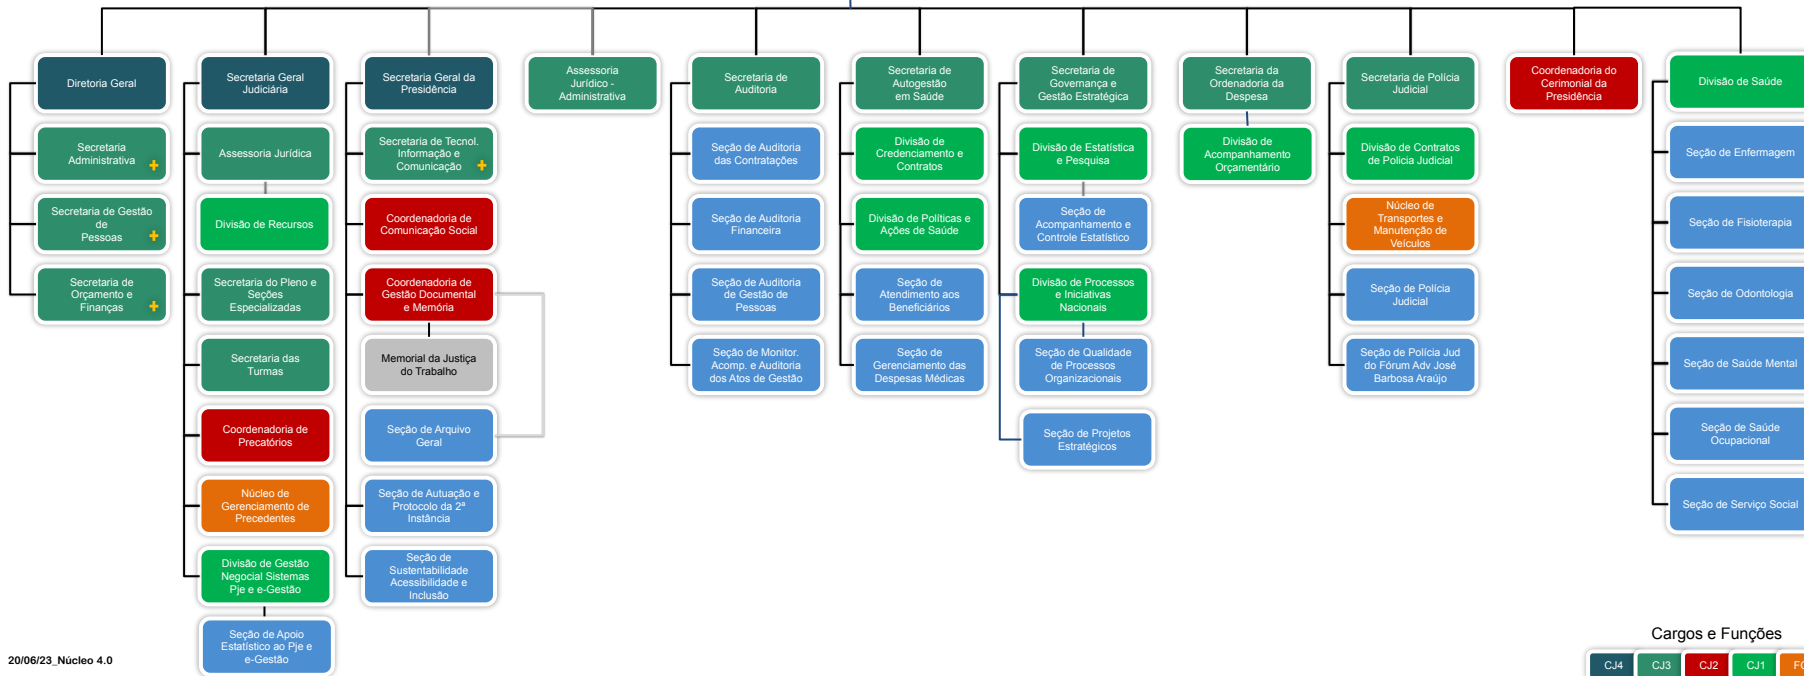 Diretoria Geral
Secretaria
Administrativa
Secretaria de Gestão
de
Pessoas
Secretaria de
Orçamento e
Finanças
Secretaria Geral
Judiciária
Assessoria Jurídica
Divisão de Recursos
Secretaria do Pleno e
Seções
Especializadas
Secretaria das
Turmas
Coordenadoria de
Precatórios
Núcleo de
Gerenciamento de
Precedentes
Divisão de Gestão
Negocial Sistemas
Pje e e-Gestão
Seção de Apoio
Estatístico ao Pje e
e-Gestão
Secretaria Geral da
Presidência
Secretaria de Tecnol.
Informação e
Comunicação
Coordenadoria de
Comunicação Social
Coordenadoria de
Gestão Documental
e Memória
Memorial da Justiça
do Trabalho
Seção de Arquivo
Geral
Seção de Autuação e
Protocolo da 2ª
Instância
Seção de
Sustentabilidade
Acessibilidade e
Inclusão
Assessoria
Jurídico -
Administrativa
Secretaria de
Auditoria
Seção de Auditoria
das Contratações
Seção de Auditoria
Financeira
Seção de Auditoria
de Gestão de
Pessoas
Seção de Monitor.
Acomp. e Auditoria
dos Atos de Gestão
Secretaria de
Autogestão
em Saúde
Divisão de
Credenciamento e
Contratos
Divisão de Políticas e
Ações de Saúde
Seção de
Atendimento aos
Beneficiários
Seção de
Gerenciamento das
Despesas Médicas
Secretaria de
Governança e
Gestão Estratégica
Divisão de Estatística
e Pesquisa
Seção de
Acompanhamento e
Controle Estatístico
Divisão de Processos
e Iniciativas
Nacionais
Seção de Qualidade
de Processos
Organizacionais
Seção de Projetos
Estratégicos
Secretaria da
Ordenadoria da
Despesa
Divisão de
Acompanhamento
Orçamentário
Secretaria de Polícia
Judicial
Divisão de Contratos
de Policia Judicial
Núcleo de
Transportes e
Manutenção de
Veículos
Seção de Polícia
Judicial
Seção de Polícia Jud
do Fórum Adv José
Barbosa Araújo
Coordenadoria do
Cerimonial da
Presidência
Divisão de Saúde
Seção de Enfermagem
Seção de Fisioterapia
Seção de Odontologia
Seção de Saúde Mental
Seção de Saúde
Ocupacional
Seção de Serviço Social
20/06/23_Núcleo 4.0
Cargos e Funções
CJ4 CJ3 CJ2 CJ1